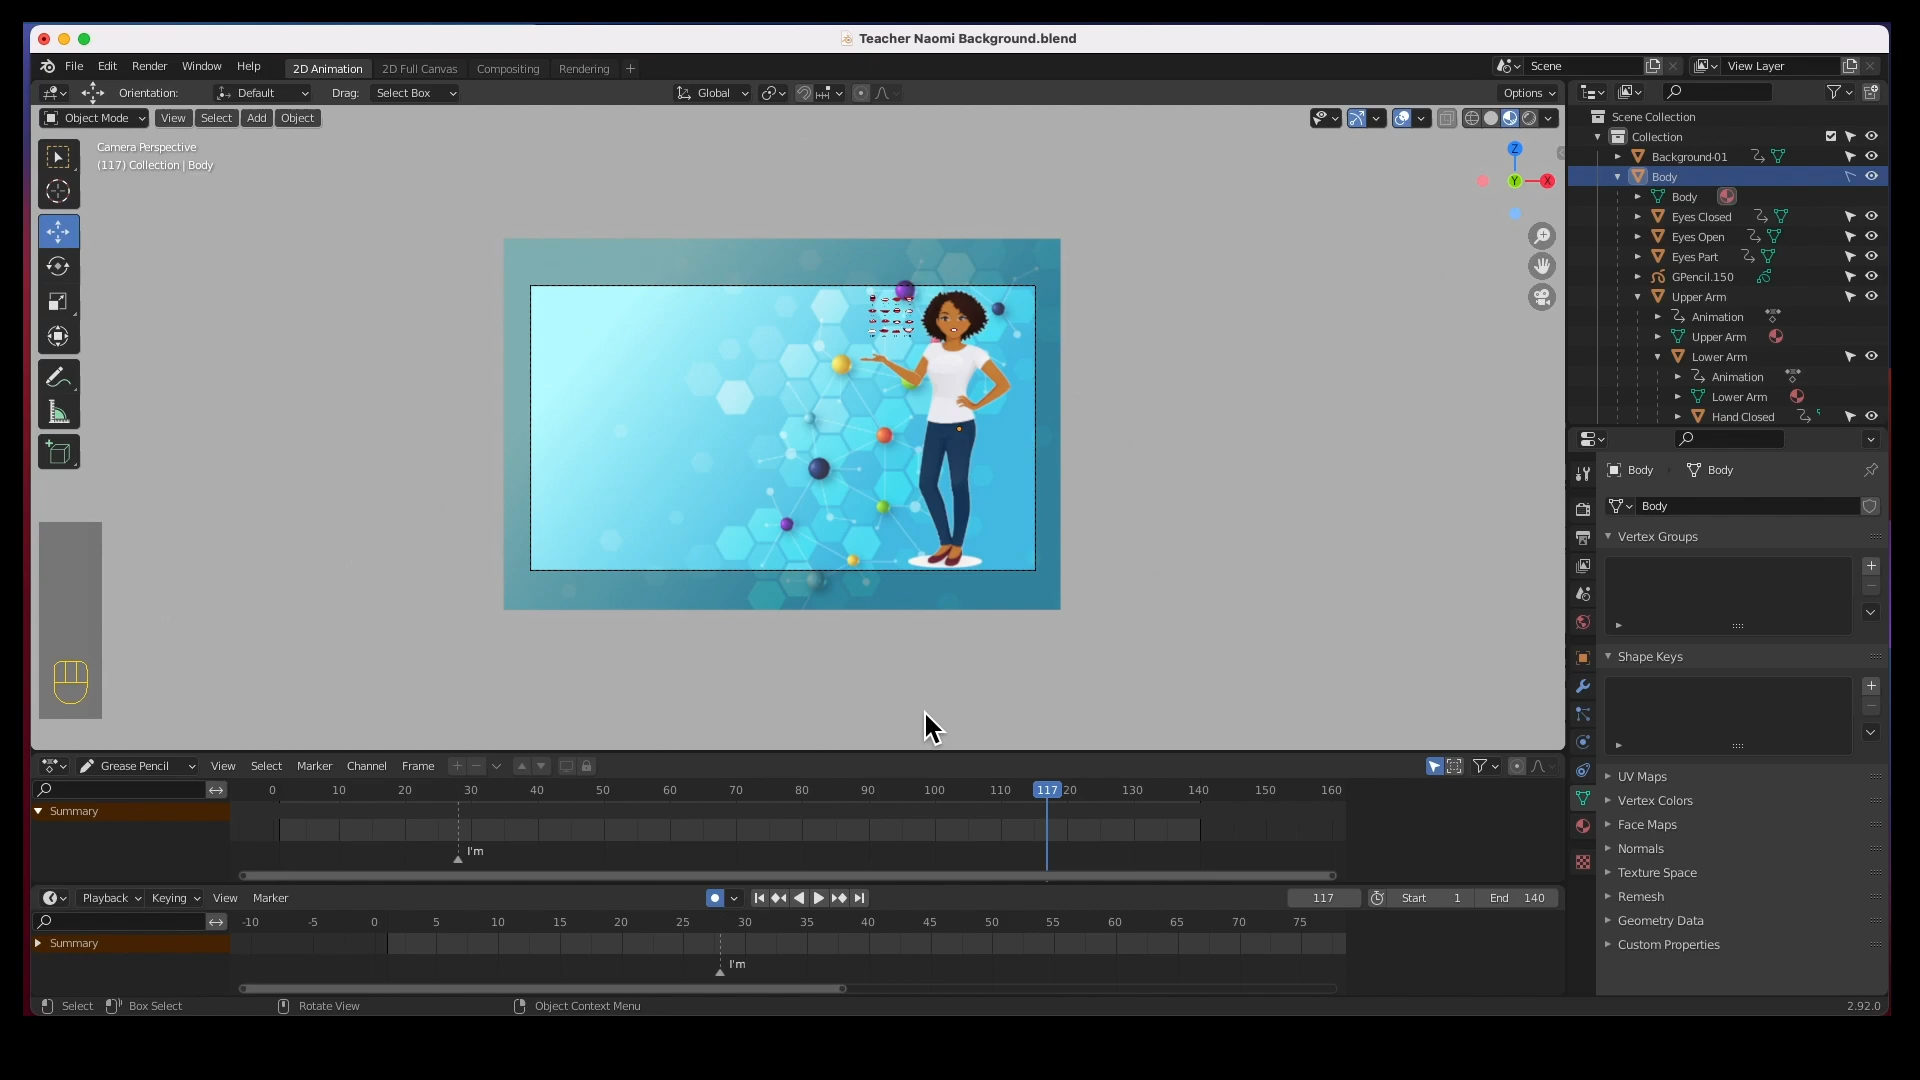 Teacher Naomi Background.blend
File Edit Render Window Help 2D Animation 2D Full Canvas Compositing Rendering + Scene View Layer
Orientation: Default Drag: Select Box Global Options
Object Mode View Select Add Object
Camera Perspective
(117) Collection | Body
Z
Y X
Scene Collection
Collection
Background-01
Body
Body
Eyes Closed
Eyes Open
Eyes Part
GPencil.150
Upper Arm
Animation
Upper Arm
Lower Arm
Animation
Lower Arm
Hand Closed
Body Body
Body
Vertex Groups
Shape Keys
UV Maps
Vertex Colors
Face Maps
Normals
Texture Space
Remesh
Geometry Data
Custom Properties
Grease Pencil View Select Marker Channel Frame
0 10 20 30 40 50 60 70 80 90 100 110 117 20 130 140 150 160
Summary
I'm
Playback Keying View Marker 117 Start 1 End 140
-10 -5 0 5 10 15 20 25 30 35 40 45 50 55 60 65 70 75
Summary
I'm
Select Box Select Rotate View Object Context Menu 2.92.0